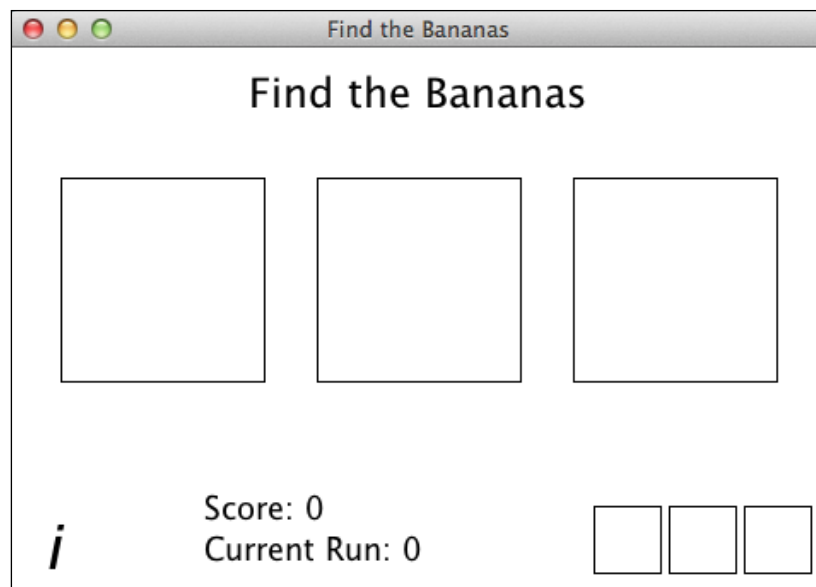 Find the Bananas
Find the Bananas
Score: 0
Current Run: 0
i